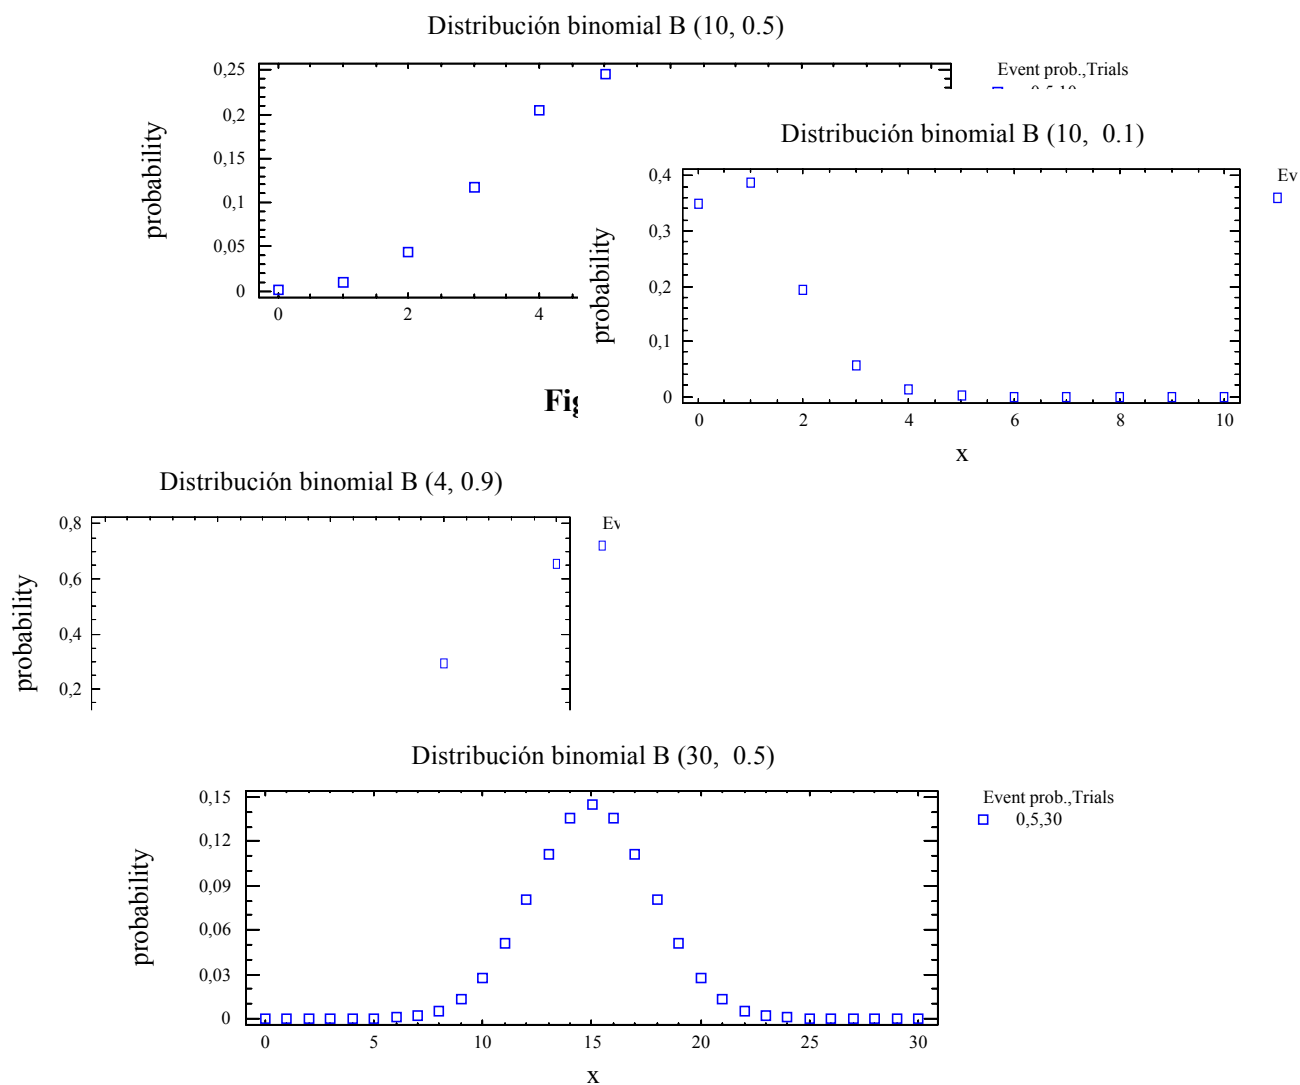 Distribución binomial B (10, 0.5)
probability
0,25
0,2
0,15
0,1
0,05
0
0 2 4
Event prob.,Trials
Distribución binomial B (10, 0.1)
probability
0,4
0,3
0,2
0,1
0
0 2 4 6 8 10
x
Ev
Fig
Distribución binomial B (4, 0.9)
probability
0,8
0,6
0,4
0,2
Distribución binomial B (30, 0.5)
probability
0,15
0,12
0,09
0,06
0,03
0
0 5 10 15 20 25 30
x
Event prob.,Trials
0,5,30